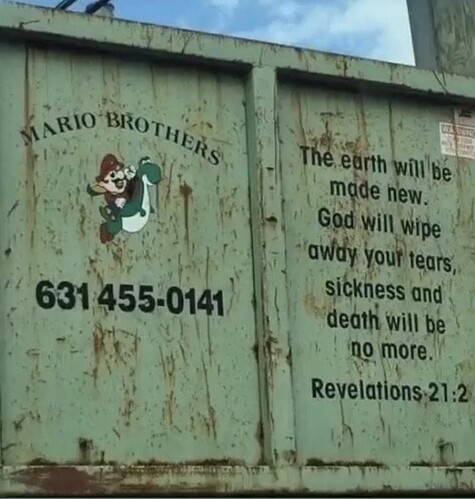 MARIO BROTHERS
631 455-0141
The earth will be
made new.
God will wipe
away your tears,
sickness and
death will be
no more.
Revelations 21:2